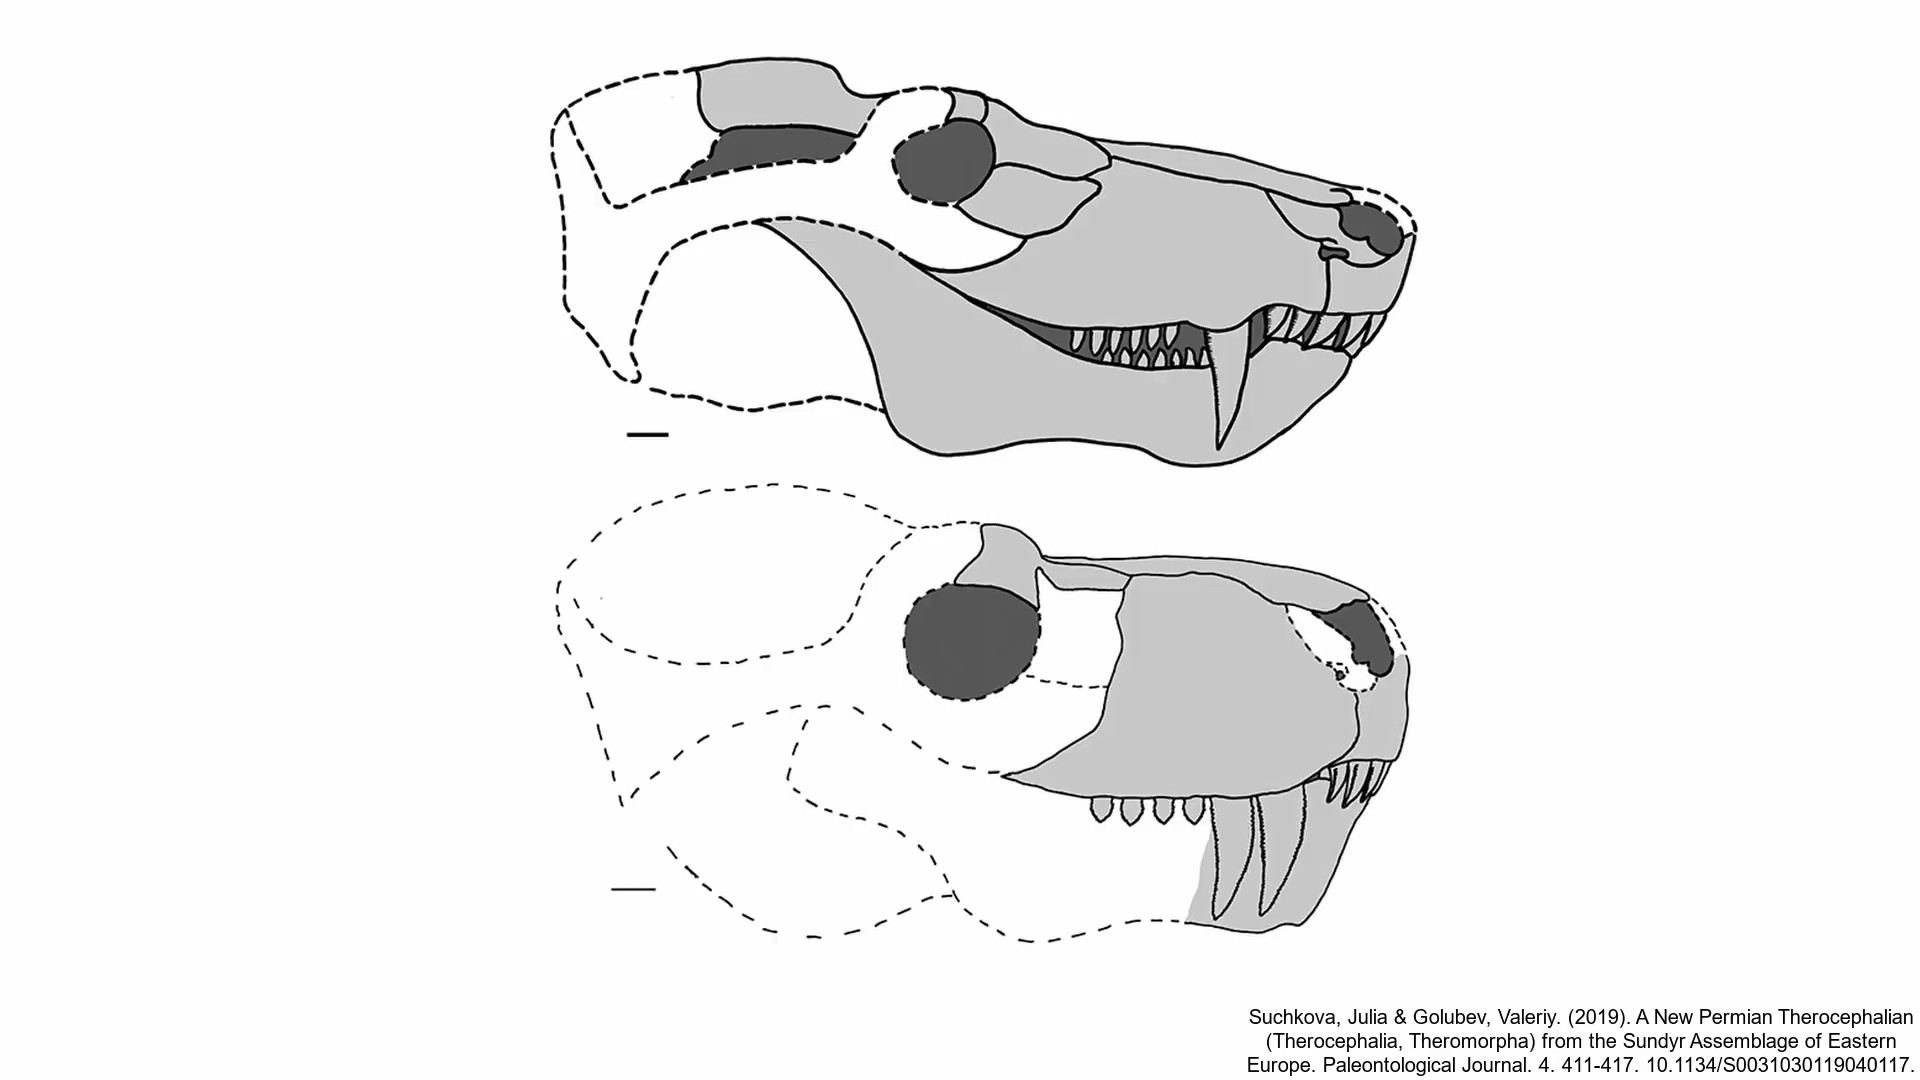 Suchkova, Julia & Golubev, Valeriy. (2019). A New Permian Therocephalian
(Therocephalia, Theromorpha) from the Sundyr Assemblage of Eastern
Europe. Paleontological Journal. 4. 411-417. 10.1134/S0031030119040117.